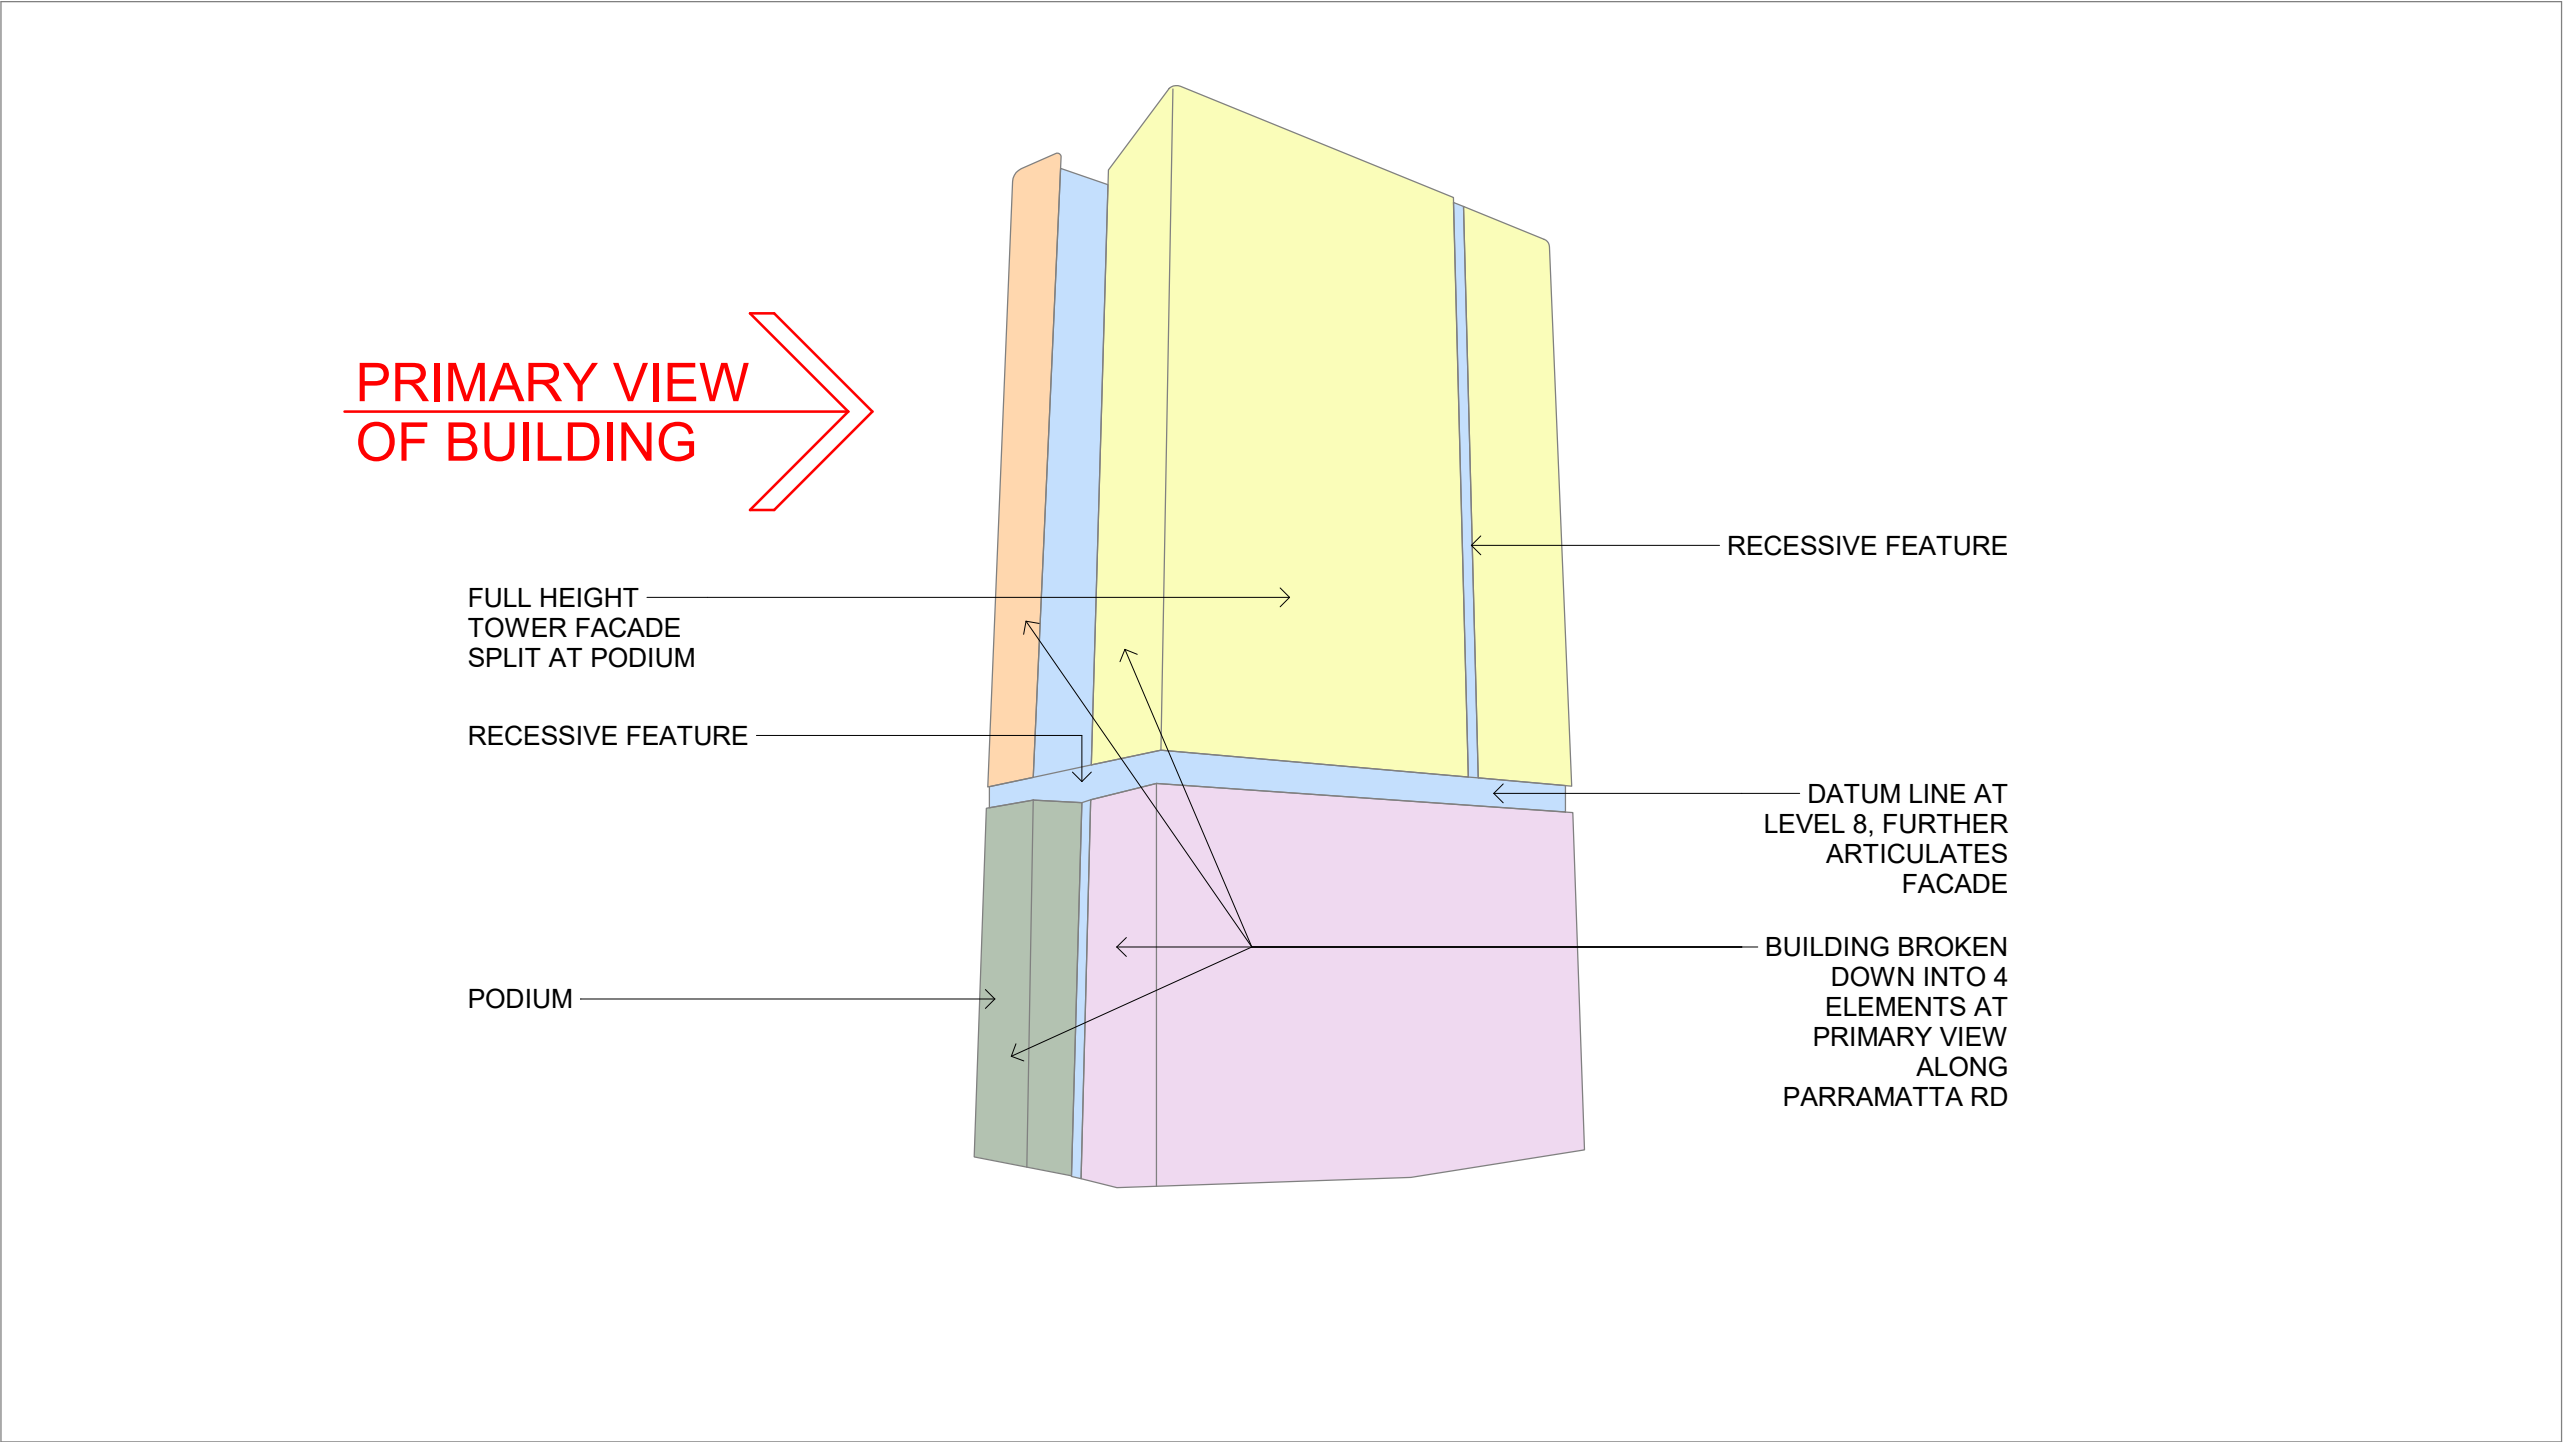 PRIMARY VIEW
OF BUILDING
RECESSIVE FEATURE
FULL HEIGHT
TOWER FACADE
SPLIT AT PODIUM
RECESSIVE FEATURE
DATUM LINE AT
LEVEL 8, FURTHER
ARTICULATES
FACADE
BUILDING BROKEN
DOWN INTO 4
ELEMENTS AT
PRIMARY VIEW
ALONG
PARRAMATTA RD
PODIUM